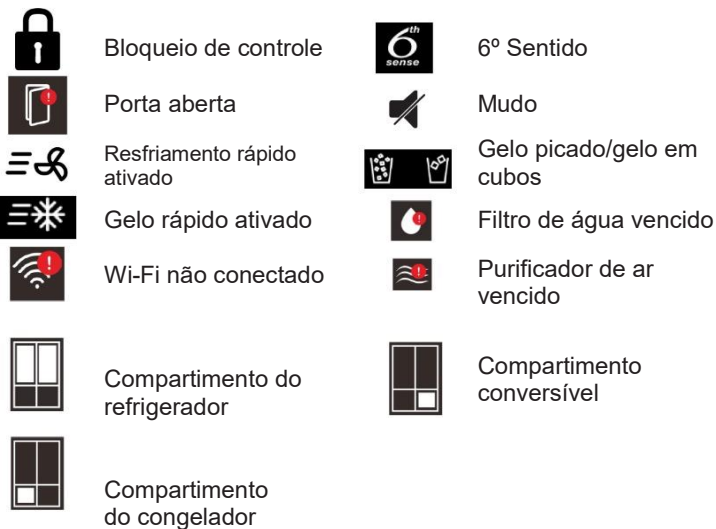 Bloqueio de controle
6th
sense
6º Sentido
Porta aberta
Mudo
Resfriamento rápido
ativado
Gelo picado/gelo em
cubos
Gelo rápido ativado
Filtro de água vencido
Wi-Fi não conectado
Purificador de ar
vencido
Compartimento do
refrigerador
Compartimento
conversível
Compartimento
do congelador